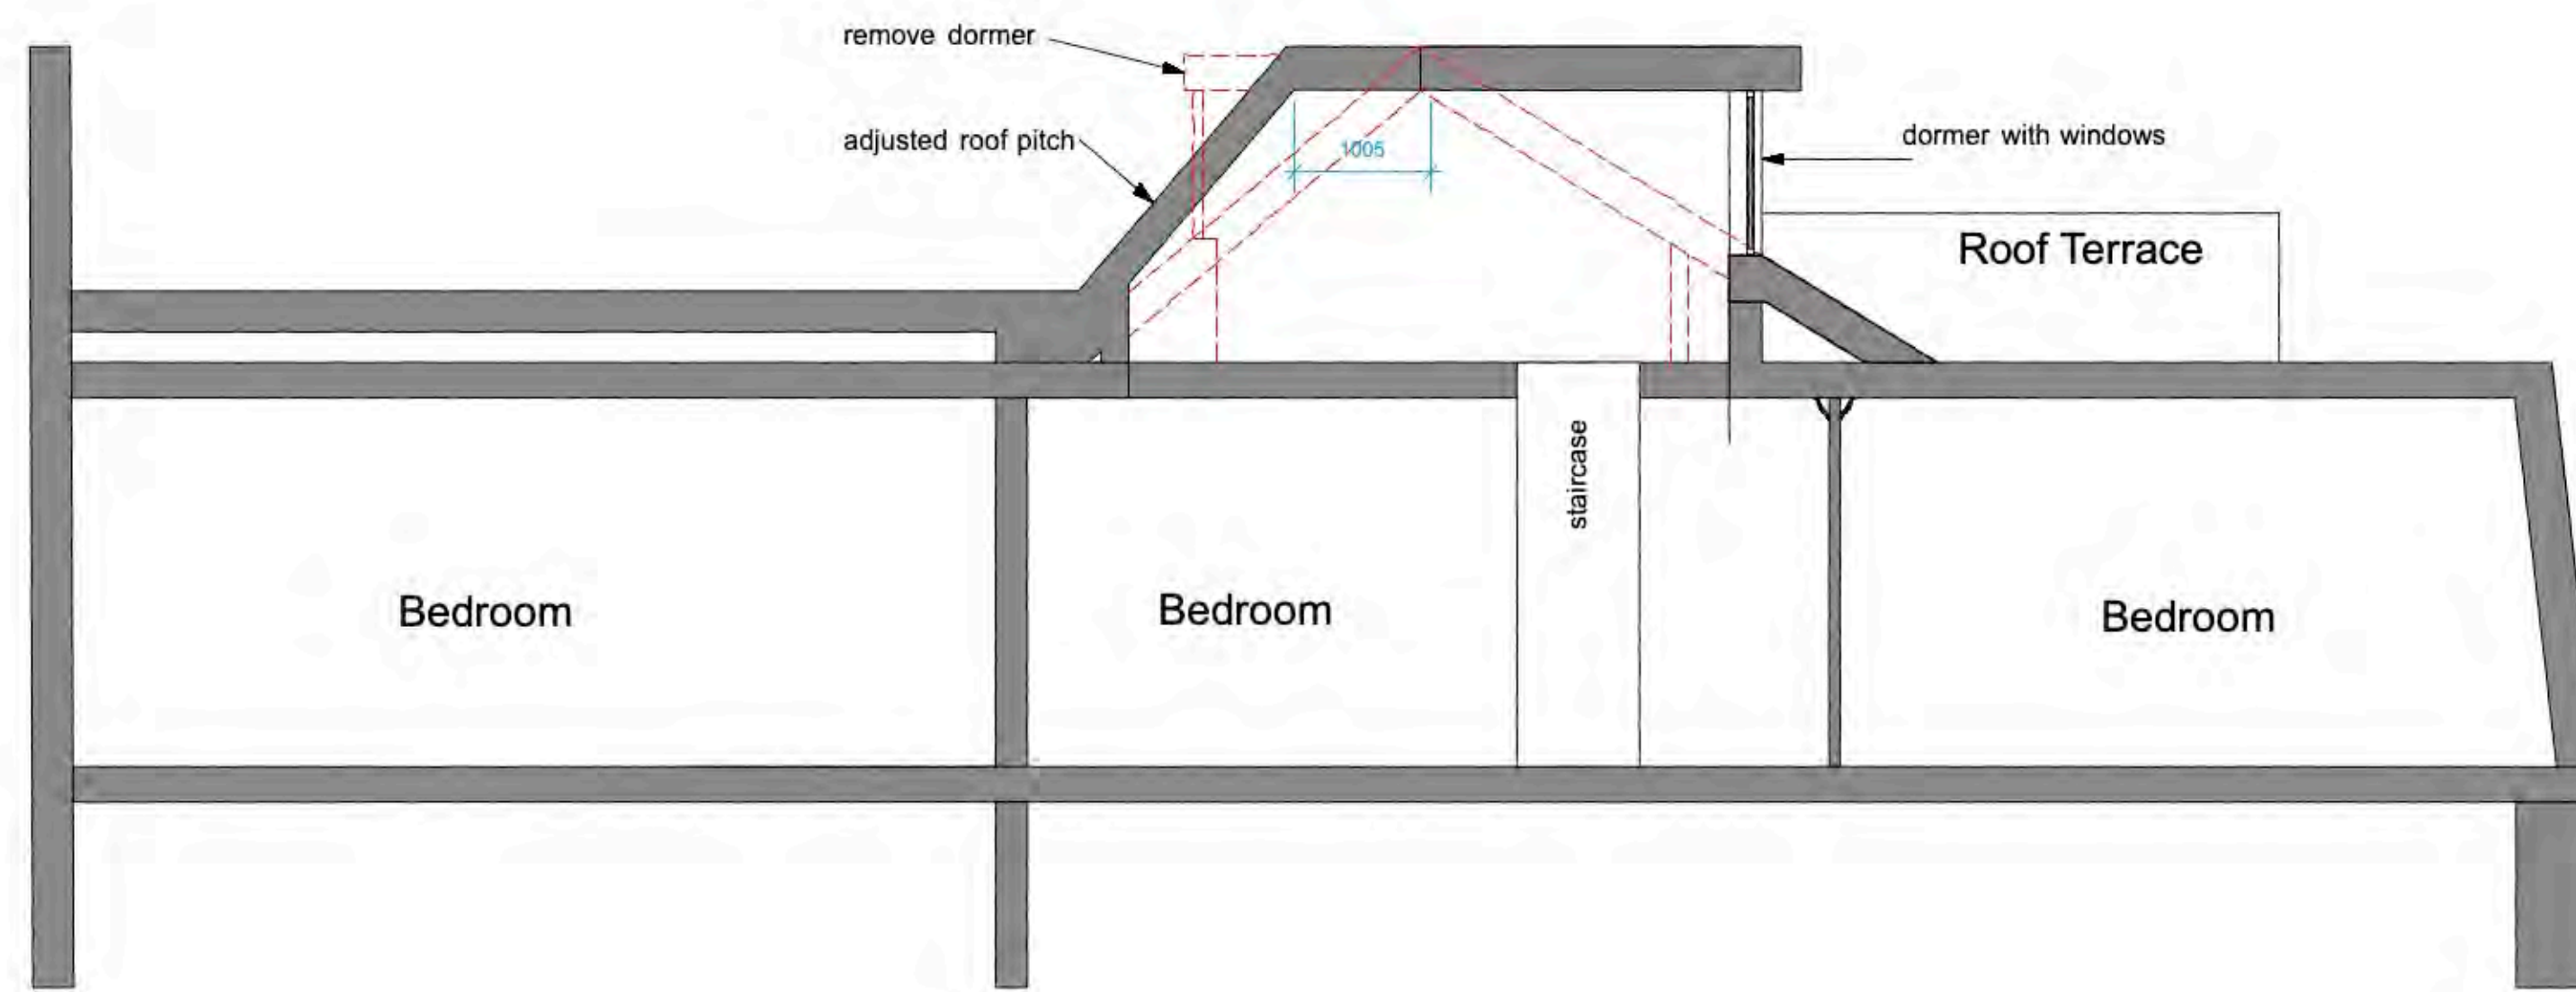 remove dormer
adjusted roof pitch
1005
dormer with windows
Roof Terrace
staircase
Bedroom
Bedroom
Bedroom